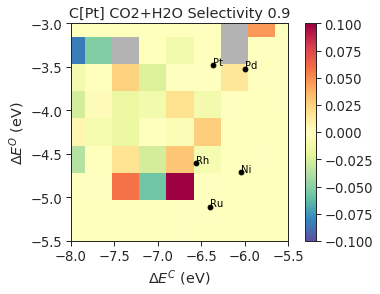 C[Pt] CO2+H2O Selectivity 0.9
−3.0
−3.5
−4.0
−4.5
−5.0
−5.5
ΔE^O (eV)
Pt
Pd
Rh
Ni
Ru
−8.0 −7.5 −7.0 −6.5 −6.0 −5.5
ΔE^C (eV)
0.100
0.075
0.050
0.025
0.000
−0.025
−0.050
−0.075
−0.100